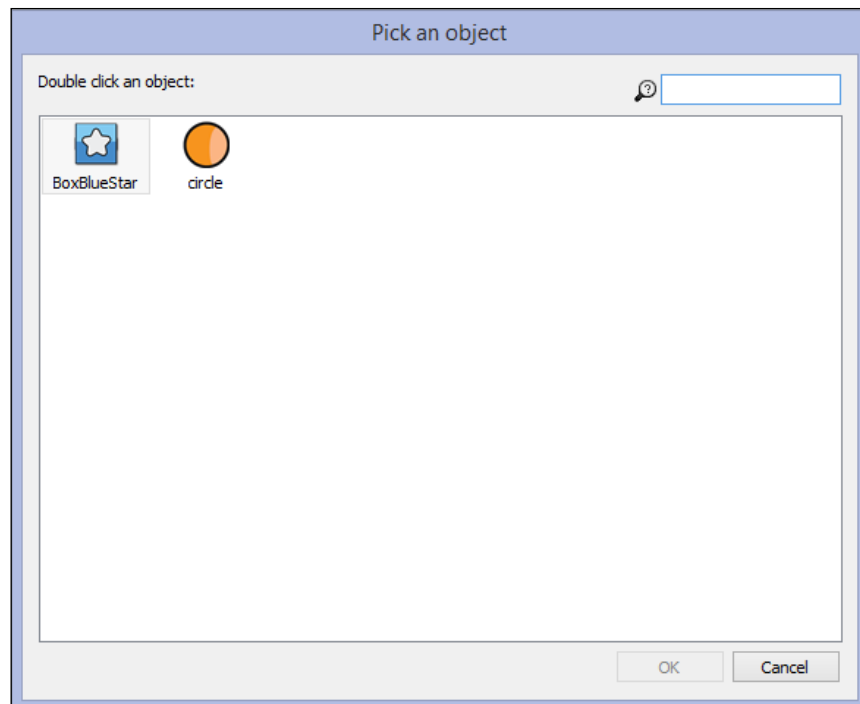 Pick an object
Double click an object:
BoxBlueStar circle
OK Cancel